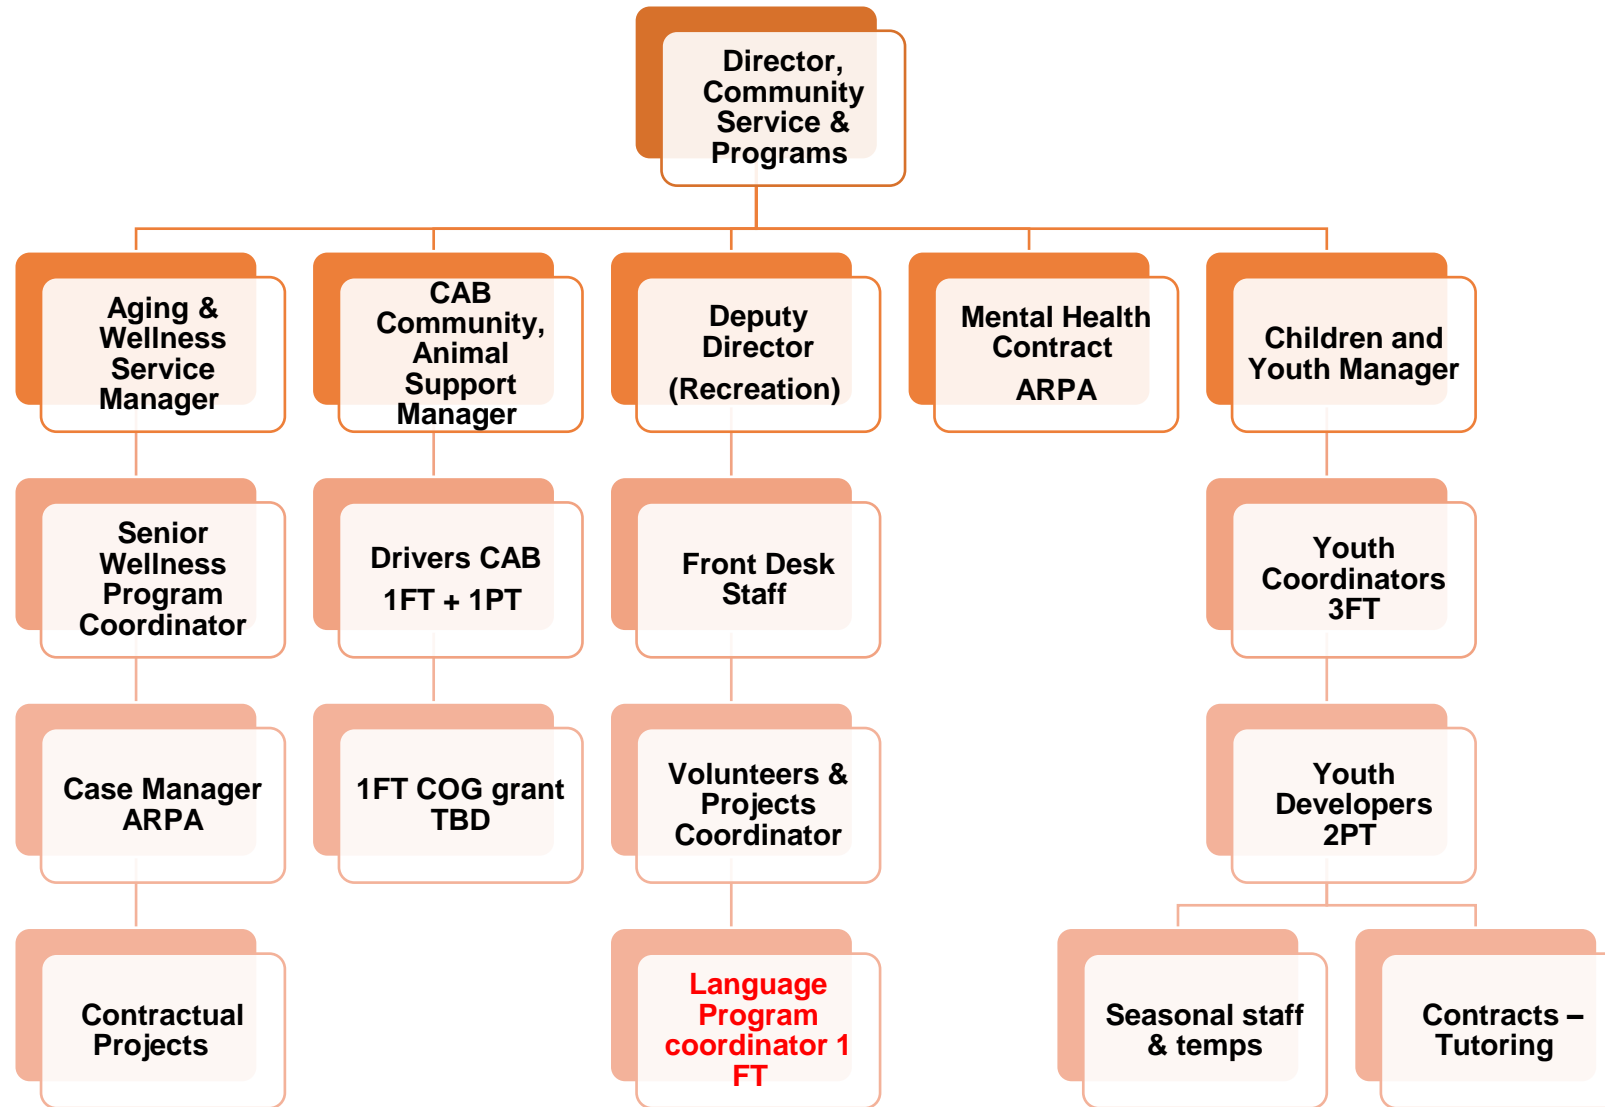 Director,
Community
Service &
Programs
Aging &
Wellness
Service
Manager
CAB
Community,
Animal
Support
Manager
Deputy
Director
(Recreation)
Mental Health
Contract
ARPA
Children and
Youth Manager
Senior
Wellness
Program
Coordinator
Drivers CAB
1FT + 1PT
Front Desk
Staff
Youth
Coordinators
3FT
Case Manager
ARPA
1FT COG grant
TBD
Volunteers &
Projects
Coordinator
Youth
Developers
2PT
Contractual
Projects
Language
Program
coordinator 1
FT
Seasonal staff
& temps
Contracts –
Tutoring